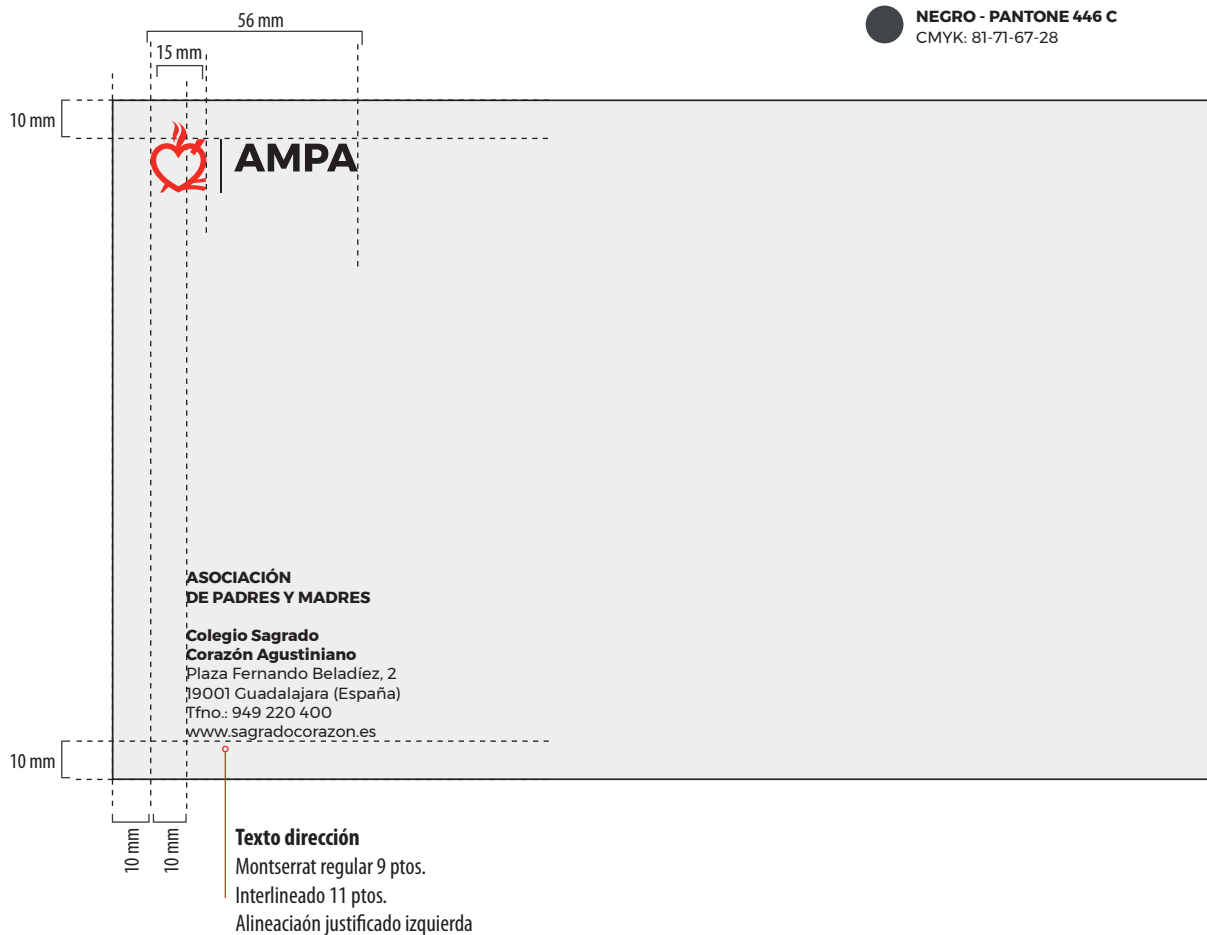 56 mm
NEGRO - PANTONE 446 C
CMYK: 81-71-67-28
15 mm
10 mm
AMPA
ASOCIACIÓN
DE PADRES Y MADRES
Colegio Sagrado
Corazón Agustiniano
Plaza Fernando Beladíez, 2
19001 Guadalajara (España)
Tfno.: 949 220 400
www.sagradocorazon.es
10 mm
10 mm
10 mm
Texto dirección
Montserrat regular 9 ptos.
Interlineado 11 ptos.
Alineaciaón justificado izquierda